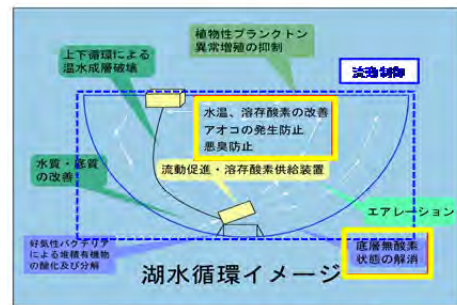 植物性プランクトン
異常増殖の抑制
上下循環による
温水成層破壊
流動制御
水温、溶存酸素の改善
アオコの発生防止
悪臭防止
水質・底質
の改善
流動促進・溶存酸素供給装置
エアレーション
好気性バクテリア
による堆積有機物
の酸化及び分解
底層無酸素
状態の解消
湖水循環イメージ